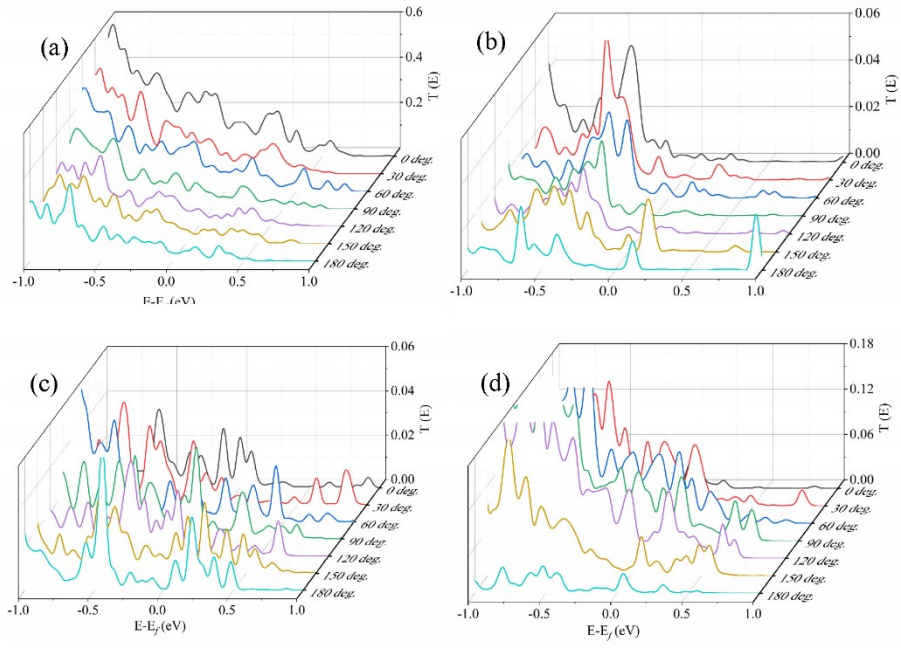 (a)
0.6
0.4
0.2
T (E)
0 deg.
30 deg.
60 deg.
90 deg.
120 deg.
150 deg.
180 deg.
-1.0 -0.5 0.0 0.5 1.0
E-E (eV)
(b)
0.06
0.04
0.02
0.00
T (E)
0 deg.
30 deg.
60 deg.
90 deg.
120 deg.
150 deg.
180 deg.
-1.0 -0.5 0.0 0.5 1.0
(c)
0.06
0.04
0.02
0.00
T (E)
0 deg.
30 deg.
60 deg.
90 deg.
120 deg.
150 deg.
180 deg.
-1.0 -0.5 0.0 0.5 1.0
E-Ef (eV)
(d)
0.18
0.12
0.06
0.00
T (E)
0 deg.
30 deg.
60 deg.
90 deg.
120 deg.
150 deg.
180 deg.
-1.0 -0.5 0.0 0.5 1.0
E-Ef (eV)